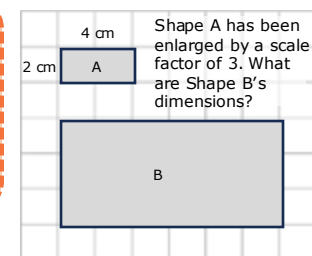 4 cm
2 cm
A
Shape A has been
enlarged by a scale
factor of 3. What
are Shape B's
dimensions?
B